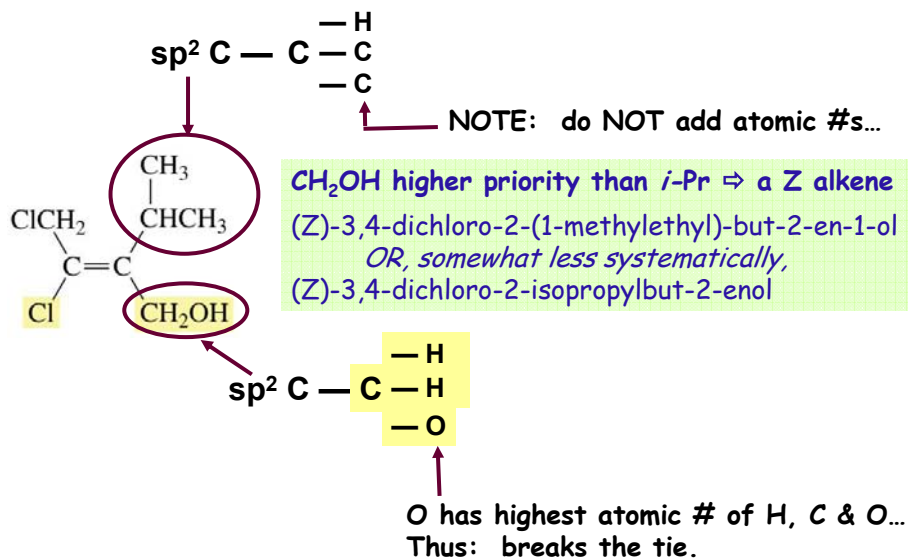 — H
sp² C — C — C
— C
NOTE: do NOT add atomic #s…
CH₃
CH₂OH higher priority than i-Pr ⇨ a Z alkene
ClCH₂
CHCH₃
(Z)-3,4-dichloro-2-(1-methylethyl)-but-2-en-1-ol
OR, somewhat less systematically,
C=C
(Z)-3,4-dichloro-2-isopropylbut-2-enol
Cl
CH₂OH
— H
sp² C — C — H
— O
O has highest atomic # of H, C & O…
Thus: breaks the tie.